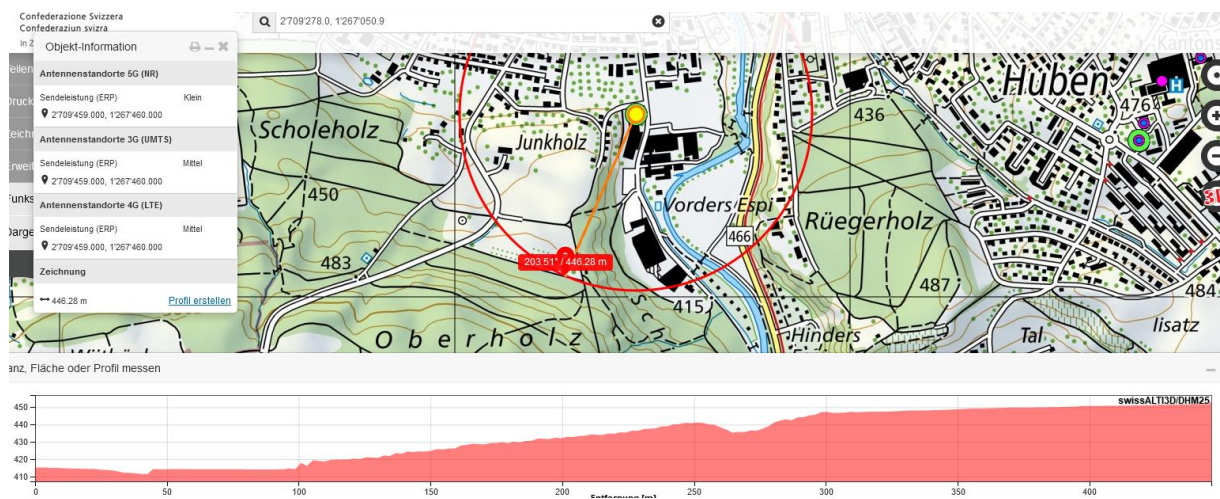 Confederazione Svizzera
Confederaziun svizra
2'709'278.0, 1'267'050.9
Objekt-Information
Antennenstandorte 5G (NR)
Sendeleistung (ERP) Klein
2'709'459.000, 1'267'460.000
Antennenstandorte 3G (UMTS)
Sendeleistung (ERP) Mittel
2'709'459.000, 1'267'460.000
Antennenstandorte 4G (LTE)
Sendeleistung (ERP) Mittel
2'709'459.000, 1'267'460.000
Zeichnung
446.28 m Profil erstellen
Huben
476
H
436
Scholeholz
Junkholz
450
Vorders Espi
Rüegerholz
466
483
203.51° / 446.28 m
487
484
415
Oberholz
Hinders
Tal
Iisatz
anz, Fläche oder Profil messen
swissALTI3D/DHM25
450
440
430
420
410
0 50 100 150 200 250 300 350 400
Entfernung [m]